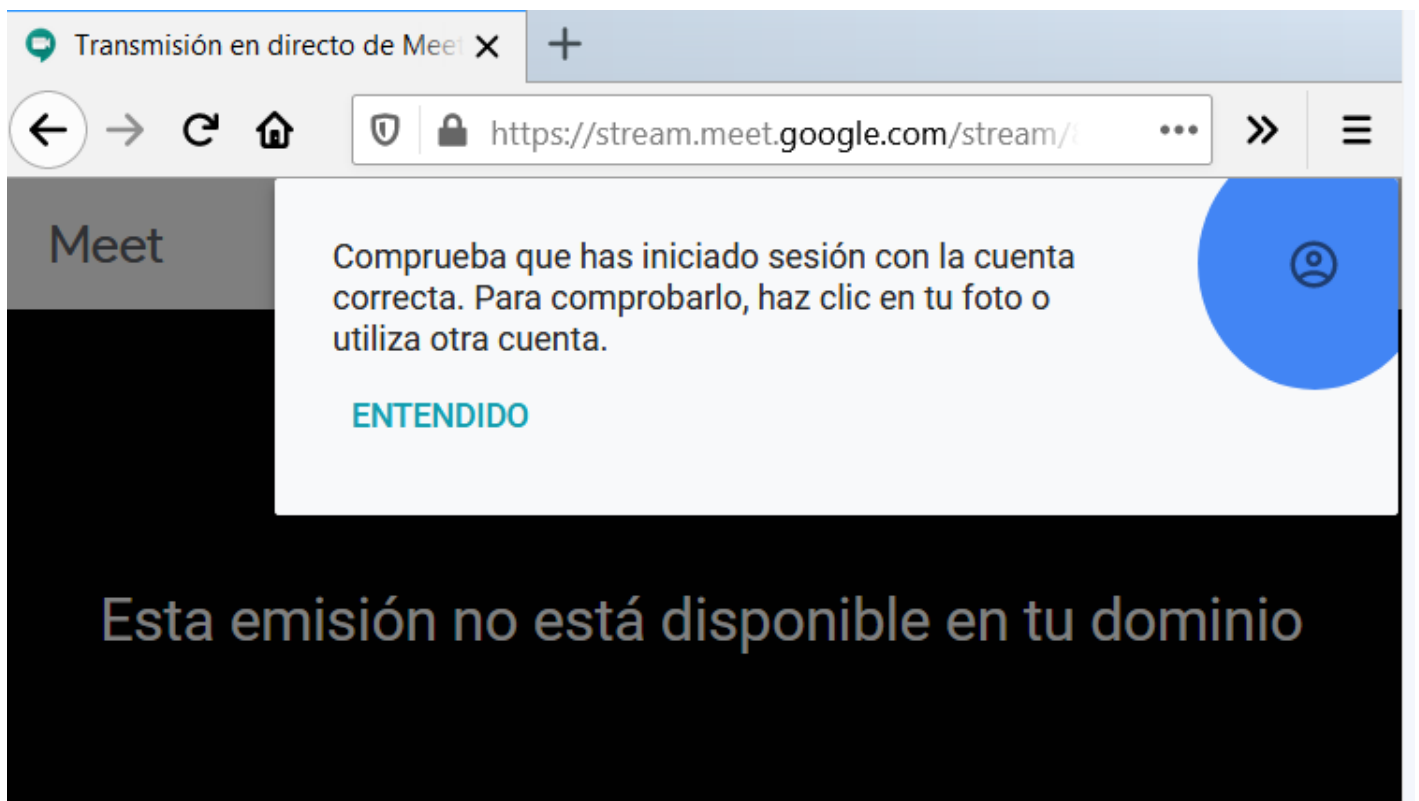 Transmisión en directo de Meet
https://stream.meet.google.com/stream/
Meet
Comprueba que has iniciado sesión con la cuenta
correcta. Para comprobarlo, haz clic en tu foto o
utiliza otra cuenta.
ENTENDIDO
Esta emisión no está disponible en tu dominio